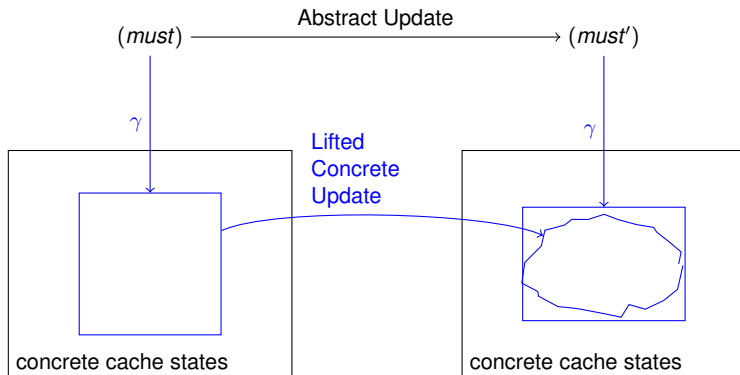 Abstract Update
(must)
(must′)
γ
γ
Lifted
Concrete
Update
concrete cache states
concrete cache states